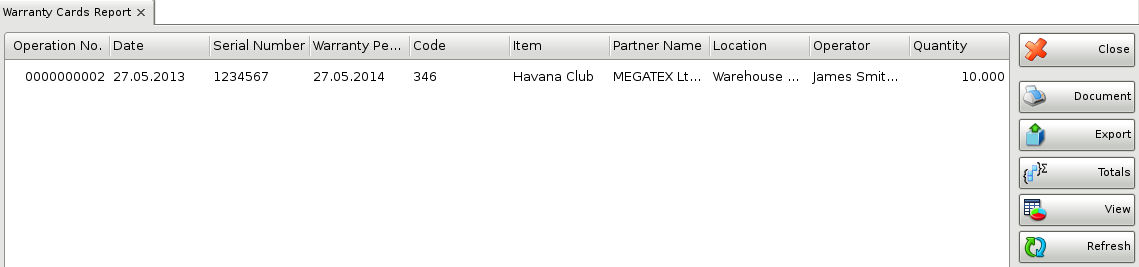 Warranty Cards Report ×
Operation No. Date Serial Number Warranty Pe... Code Item Partner Name Location Operator Quantity
0000000002 27.05.2013 1234567 27.05.2014 346 Havana Club MEGATEX Lt... Warehouse ... James Smit... 10.000
Close
Document
Export
Totals
View
Refresh